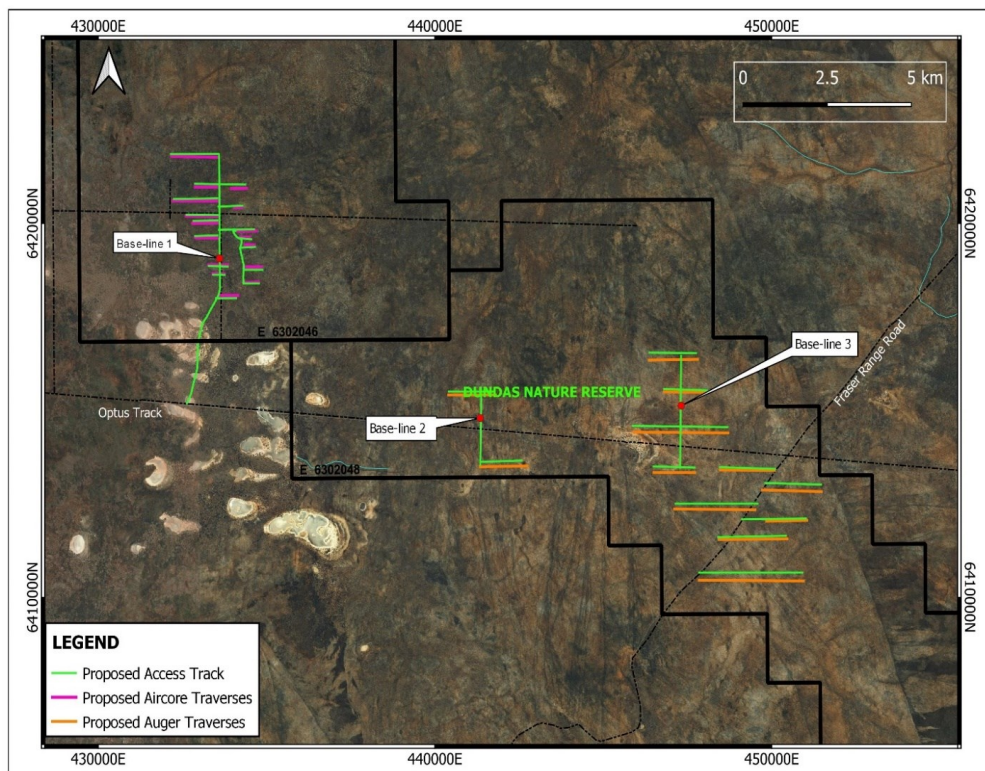 430000E
440000E
450000E
0 2.5 5 km
6420000N
6420000N
Base-line 1
E 6302046
Base-line 3
Fraser Range Road
DUNDAS NATURE RESERVE
Optus Track
Base-line 2
E 6302048
6410000N
6410000N
LEGEND
Proposed Access Track
Proposed Aircore Traverses
Proposed Auger Traverses
430000E
440000E
450000E